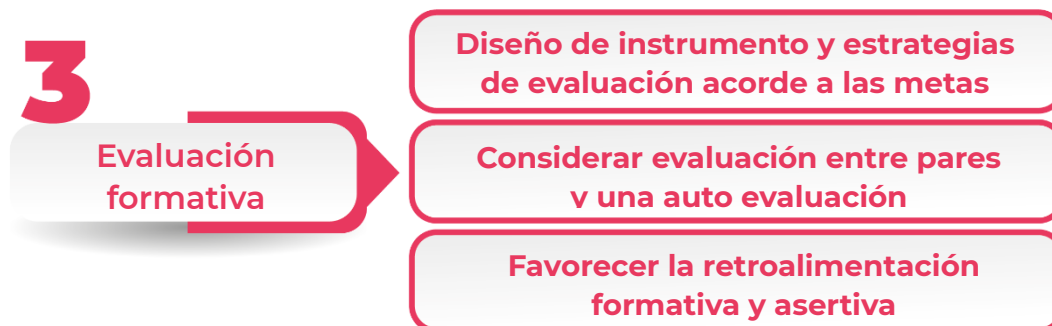 3
Evaluación
formativa
Diseño de instrumento y estrategias
de evaluación acorde a las metas
Considerar evaluación entre pares
y una auto evaluación
Favorecer la retroalimentación
formativa y asertiva